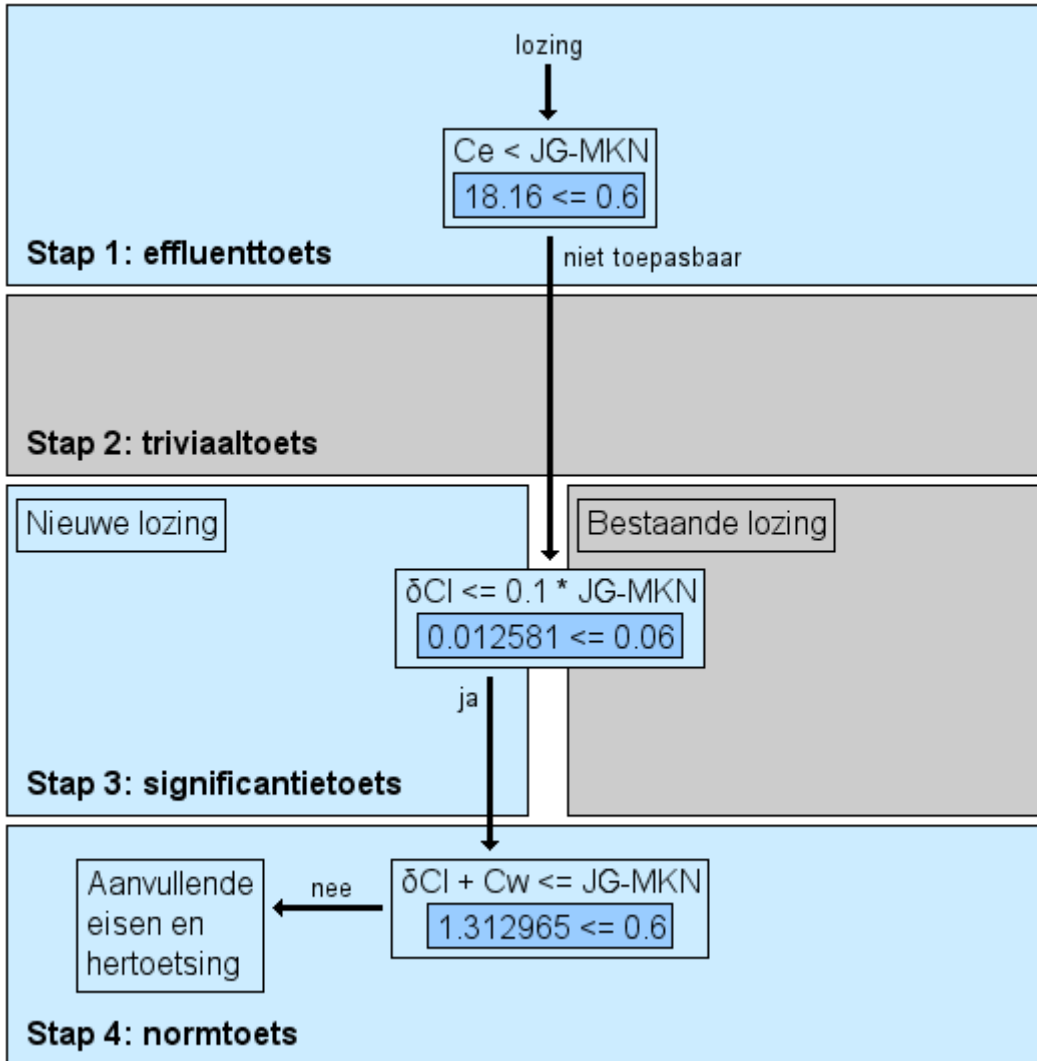 lozing
Ce < JG-MKN
18.16 <= 0.6
Stap 1: effluenttoets
niet toepasbaar
Stap 2: triviaaltoets
Nieuwe lozing
Bestaande lozing
δCl <= 0.1 * JG-MKN
0.012581 <= 0.06
ja
Stap 3: significantietoets
Aanvullende
eisen en
hertoetsing
nee
δCl + Cw <= JG-MKN
1.312965 <= 0.6
Stap 4: normtoets